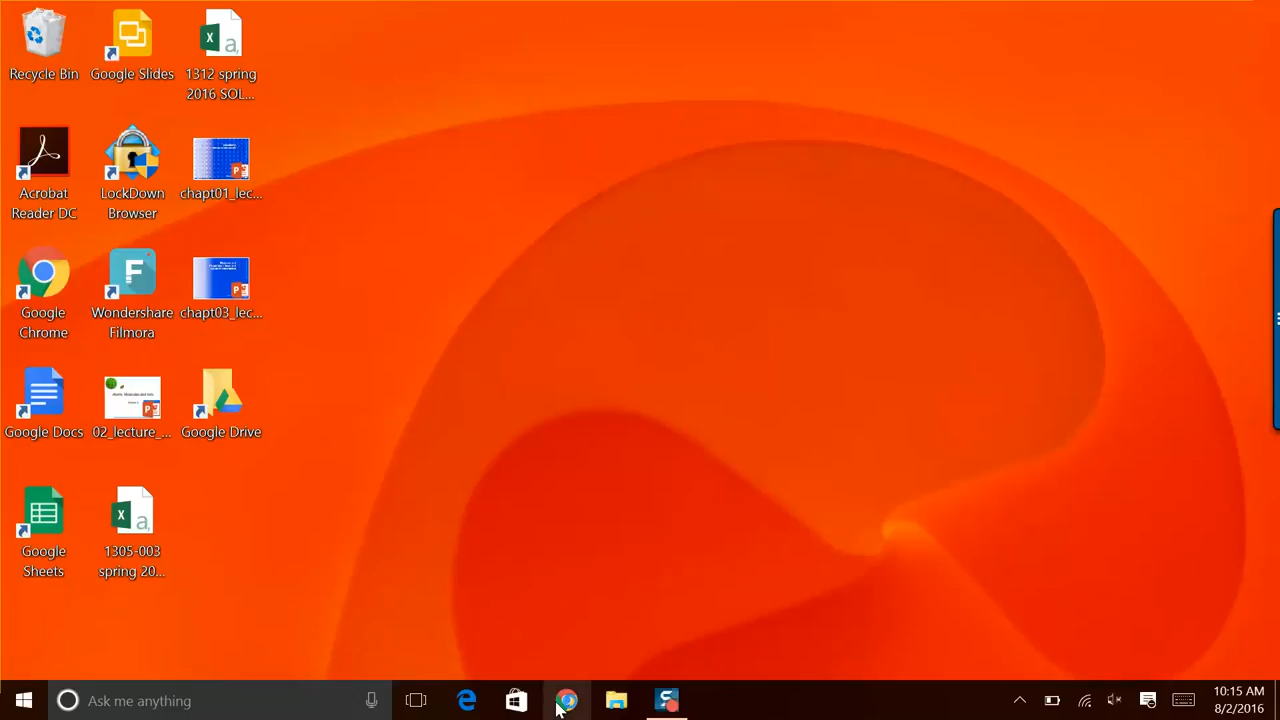 Recycle Bin
Google Slides
1312 spring
2016 SOL...
Acrobat
Reader DC
LockDown
Browser
chapt01_lec...
Google
Chrome
Wondershare
Filmora
chapt03_lec...
Google Docs
02_lecture_...
Google Drive
Google
Sheets
1305-003
spring 20...
Ask me anything
10:15 AM
8/2/2016